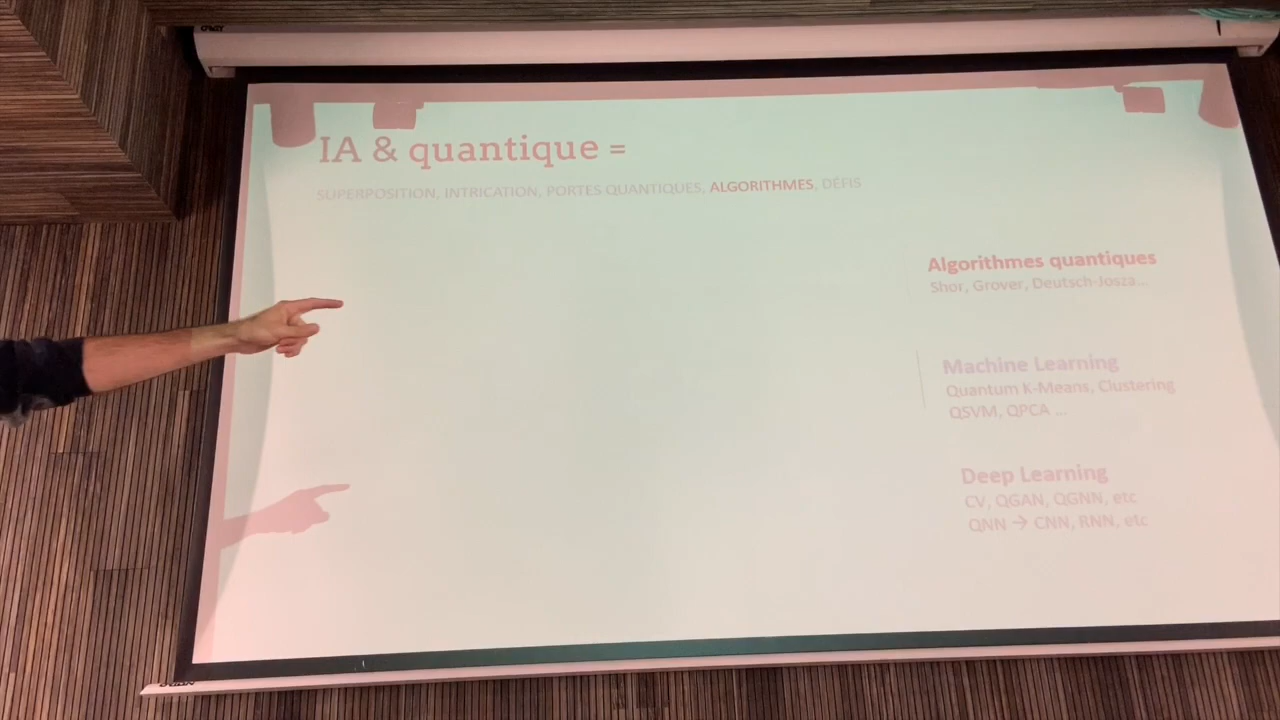 IA & quantique =
SUPERPOSITION, INTRICATION, PORTES QUANTIQUES, ALGORITHMES, DÉFIS
Algorithmes quantiques
Shor, Grover, Deutsch-Josza...
Machine Learning
Quantum K-Means, Clustering
QSVM, QPCA ...
Deep Learning
CV, QGAN, QGNN, etc
QNN → CNN, RNN, etc